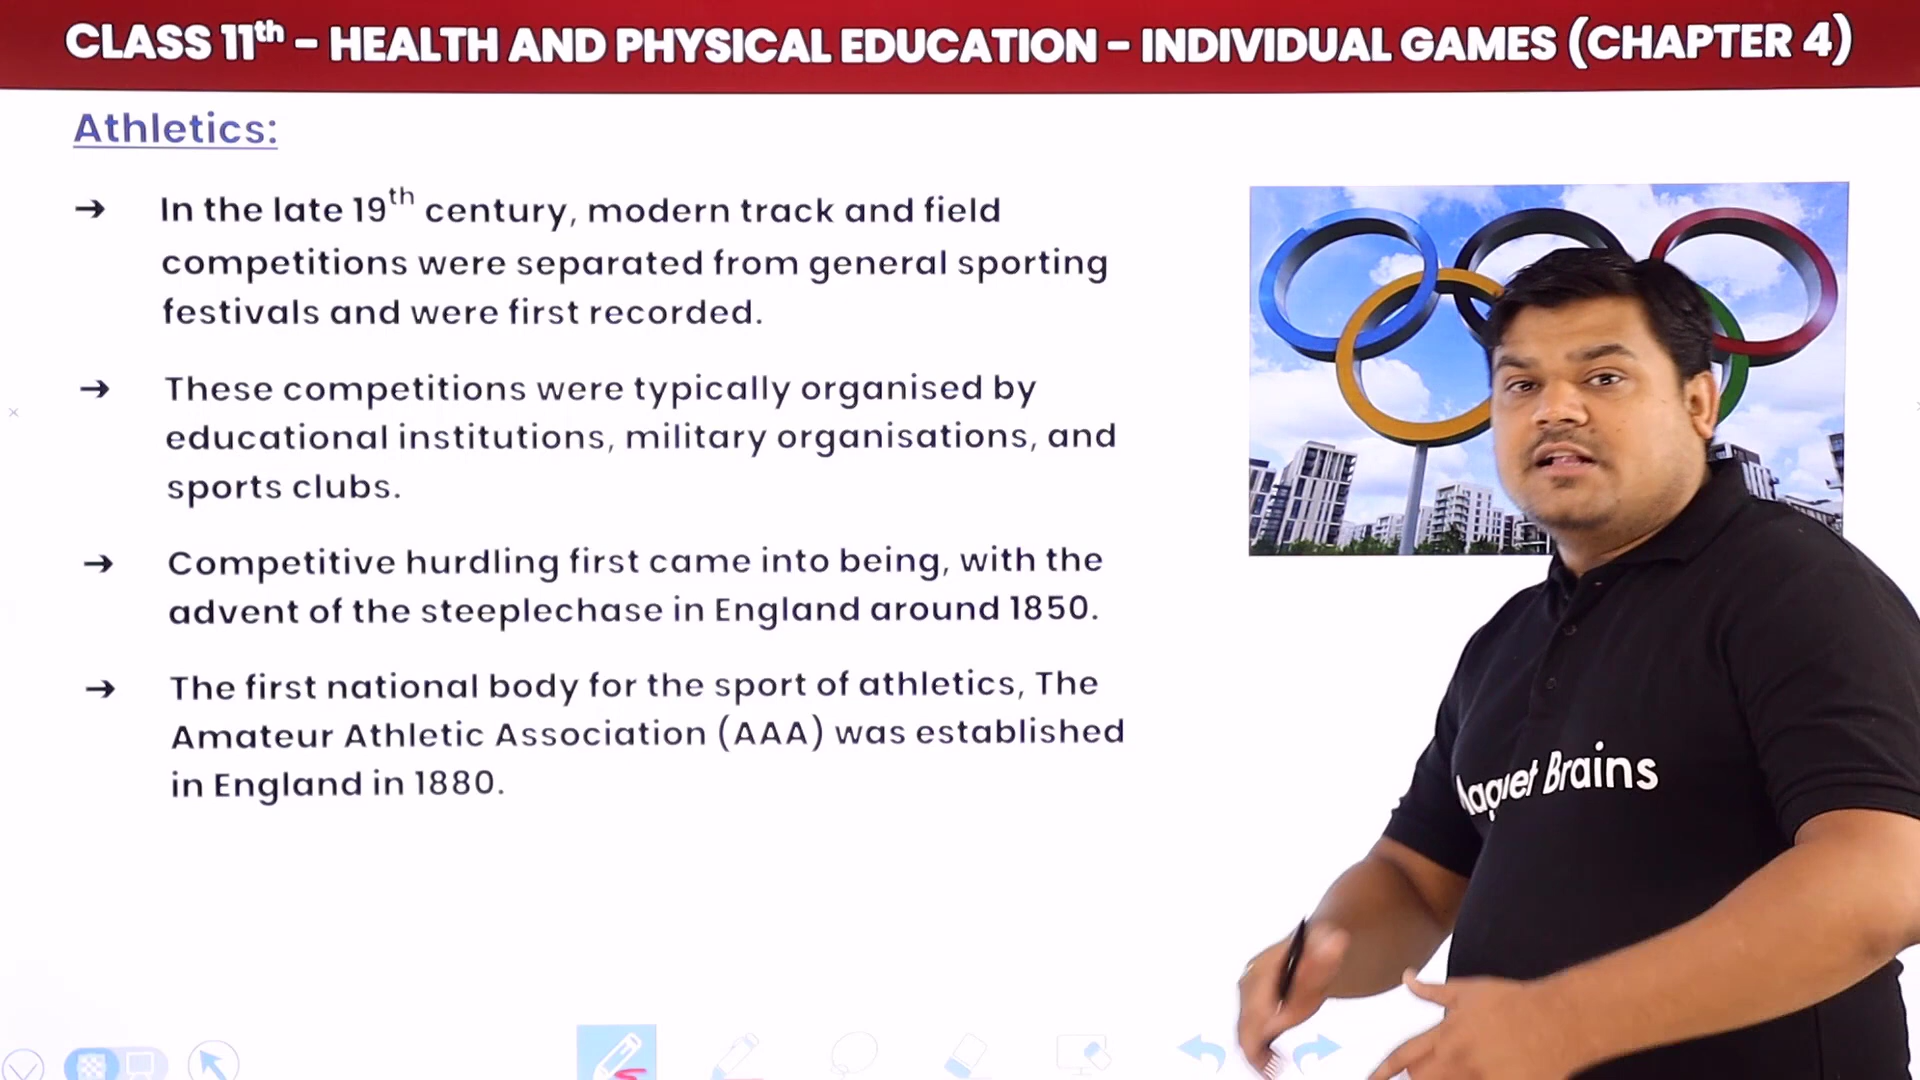 CLASS 11th - HEALTH AND PHYSICAL EDUCATION - INDIVIDUAL GAMES (CHAPTER 4)
Athletics:
→ In the late 19th century, modern track and field
competitions were separated from general sporting
festivals and were first recorded.
→ These competitions were typically organised by
educational institutions, military organisations, and
sports clubs.
→ Competitive hurdling first came into being, with the
advent of the steeplechase in England around 1850.
→ The first national body for the sport of athletics, The
Amateur Athletic Association (AAA) was established
in England in 1880.
Brains